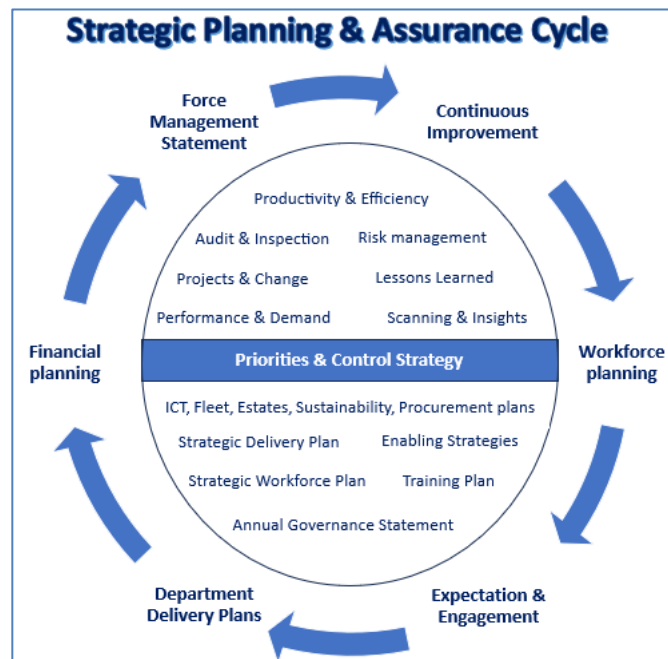 Strategic Planning & Assurance Cycle
Force
Management
Statement
Continuous
Improvement
Productivity & Efficiency
Audit & Inspection
Risk management
Projects & Change
Lessons Learned
Performance & Demand
Scanning & Insights
Financial
planning
Priorities & Control Strategy
Workforce
planning
ICT, Fleet, Estates, Sustainability, Procurement plans
Strategic Delivery Plan
Enabling Strategies
Strategic Workforce Plan
Training Plan
Annual Governance Statement
Department
Delivery Plans
Expectation &
Engagement